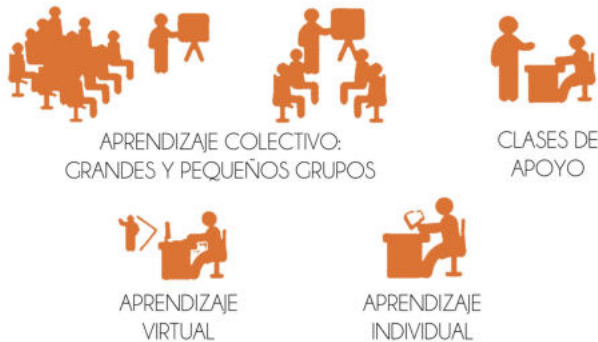 APRENDIZAJE COLECTIVO:
GRANDES Y PEQUEÑOS GRUPOS
CLASES DE
APOYO
APRENDIZAJE
VIRTUAL
APRENDIZAJE
INDIVIDUAL